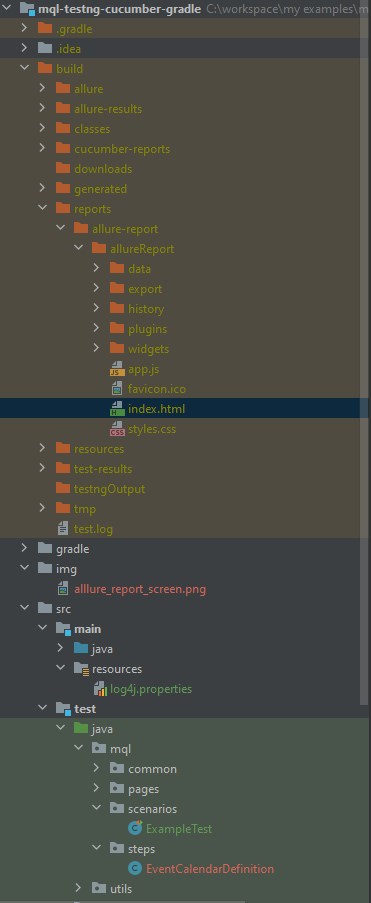 mql-testng-cucumber-gradle C:\workspace\my examples\m
.gradle
.idea
build
allure
allure-results
classes
cucumber-reports
downloads
generated
reports
allure-report
allureReport
data
export
history
plugins
widgets
app.js
favicon.ico
index.html
styles.css
resources
test-results
testngOutput
tmp
test.log
gradle
img
alllure_report_screen.png
src
main
java
resources
log4j.properties
test
java
mql
common
pages
scenarios
ExampleTest
steps
EventCalendarDefinition
utils